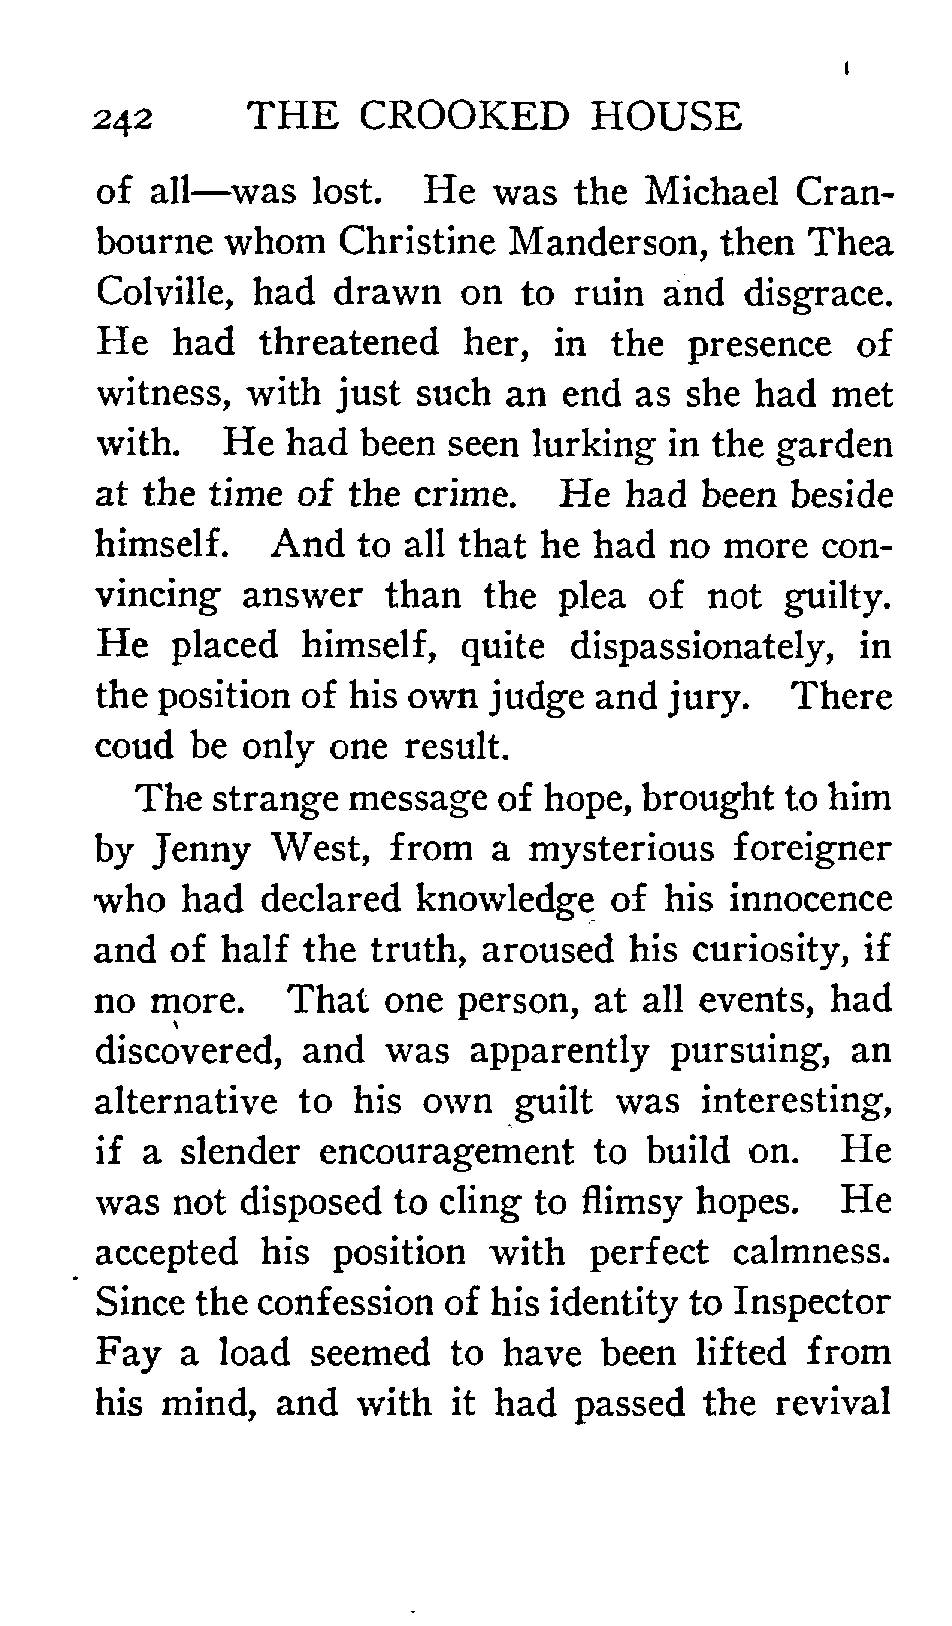 242 THE CROOKED HOUSE
of all—was lost. He was the Michael Cran-
bourne whom Christine Manderson, then Thea
Colville, had drawn on to ruin and disgrace.
He had threatened her, in the presence of
witness, with just such an end as she had met
with. He had been seen lurking in the garden
at the time of the crime. He had been beside
himself. And to all that he had no more con-
vincing answer than the plea of not guilty.
He placed himself, quite dispassionately, in
the position of his own judge and jury. There
coud be only one result.
The strange message of hope, brought to him
by Jenny West, from a mysterious foreigner
who had declared knowledge of his innocence
and of half the truth, aroused his curiosity, if
no more. That one person, at all events, had
discovered, and was apparently pursuing, an
alternative to his own guilt was interesting,
if a slender encouragement to build on. He
was not disposed to cling to flimsy hopes. He
accepted his position with perfect calmness.
Since the confession of his identity to Inspector
Fay a load seemed to have been lifted from
his mind, and with it had passed the revival